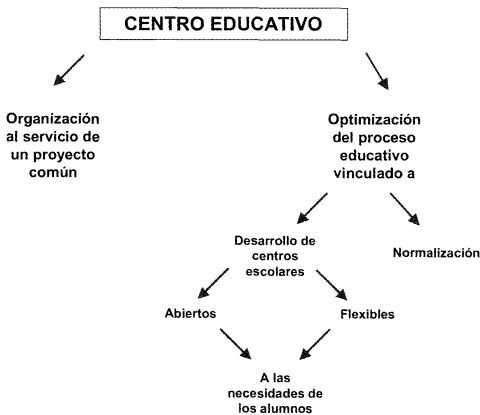 CENTRO EDUCATIVO
Organización
al servicio de
un proyecto
común
Optimización
del proceso
educativo
vinculado a
Desarrollo de
centros
escolares
Normalización
Abiertos
Flexibles
A las
necesidades de
los alumnos